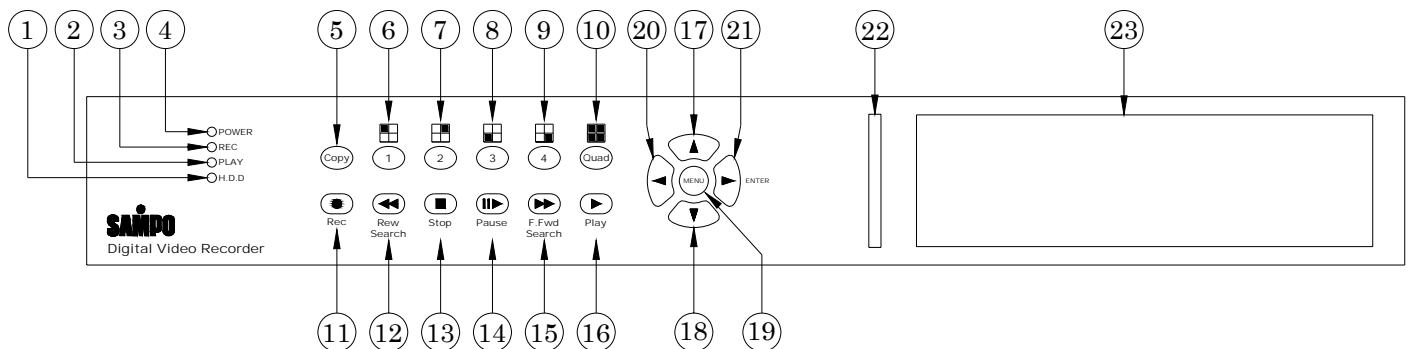 1 2 3 4 5 6 7 8 9 10 20 17 21 22 23
POWER
REC
PLAY
H.D.D
Copy 1 2 3 4 Quad
MENU ENTER
Rec Rew Search Stop Pause F.Fwd Search Play
SAMPO
Digital Video Recorder
11 12 13 14 15 16 18 19